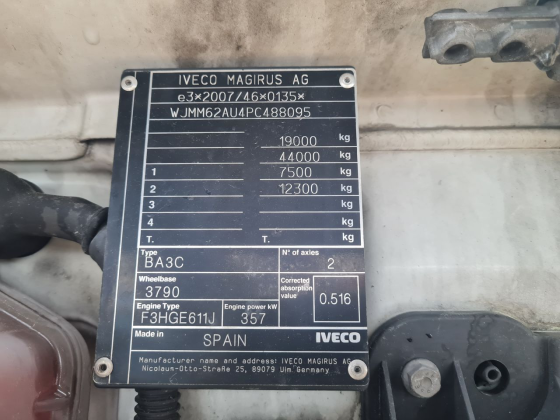 IVECO MAGIRUS AG
e3×2007/46×0135×
WJMM62AU4PC488095
19000 kg
44000 kg
1 7500 kg
2 12300 kg
3 kg
4 kg
T. T. kg
Type BA3C N° of axles 2
Wheelbase 3790 Corrected absorption value 0.516
Engine Type F3HGE611J Engine power kW 357
Made in SPAIN IVECO
Manufacturer name and address: IVECO MAGIRUS AG
Nicolaum-Otto-Straße 25, 89079 Ulm Germany